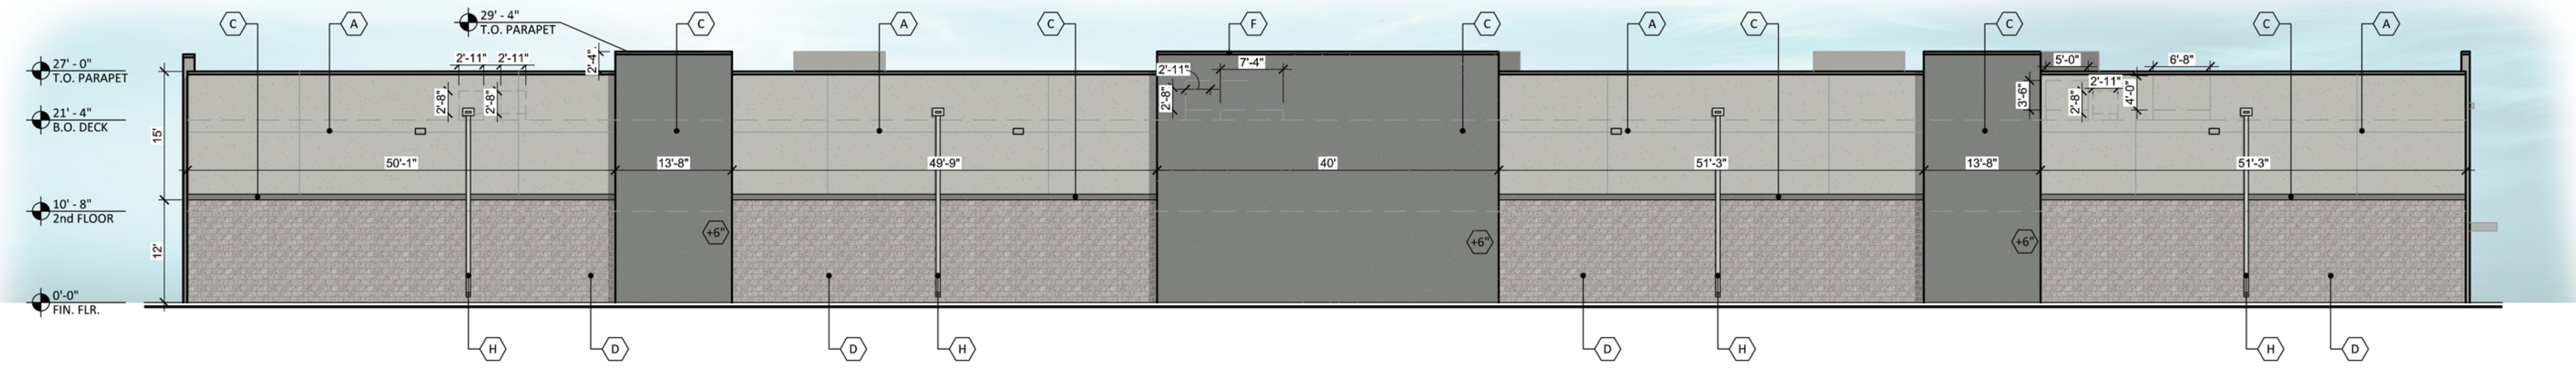 C
A
29' - 4"
T.O. PARAPET
C
A
C
F
C
A
C
C
C
A
27' - 0"
T.O. PARAPET
2'-11"
2'-11"
2'-4"
2'-11"
7'-4"
5'-0"
6'-8"
2'-8"
2'-8"
2'-8"
3'-6"
2'-8"
2'-11"
4'-0"
21' - 4"
B.O. DECK
15'
50'-1"
13'-8"
49'-9"
40'
51'-3"
13'-8"
51'-3"
10' - 8"
2nd FLOOR
12'
+6"
+6"
+6"
0'-0"
FIN. FLR.
H
D
D
H
D
H
H
D